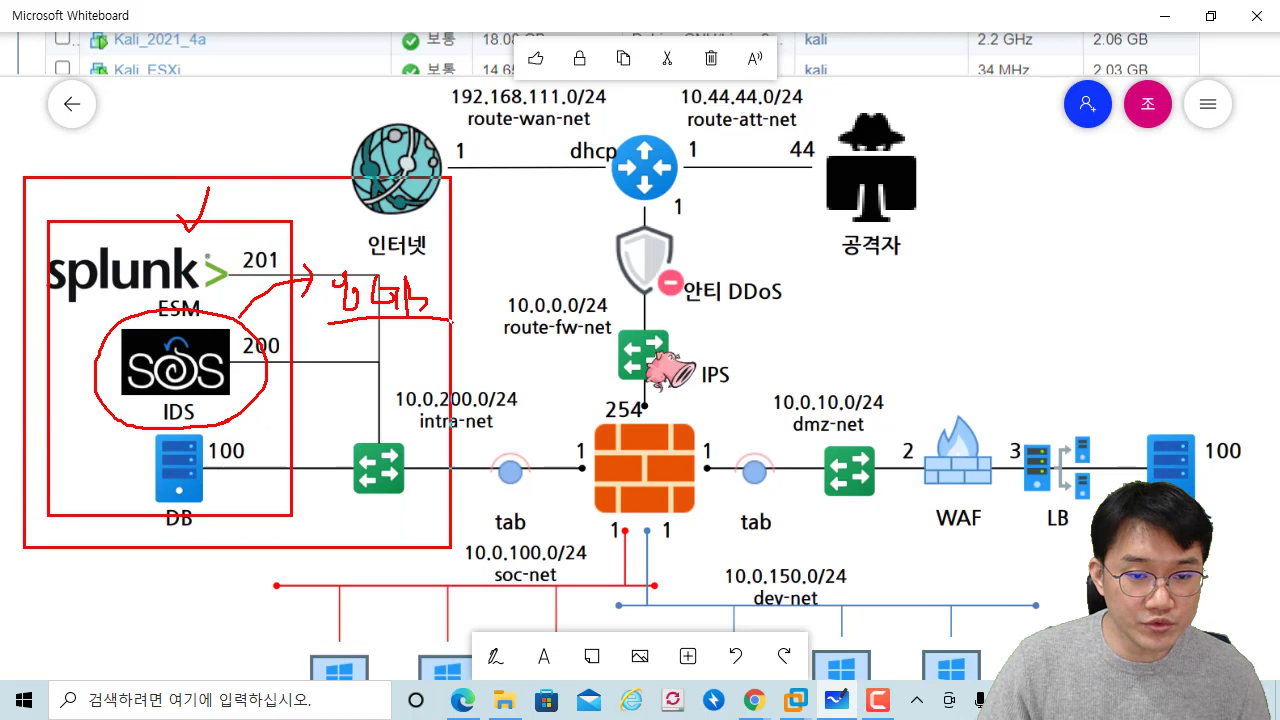 Microsoft Whiteboard
Kali_2021_4a 보통 kali 2.2 GHz 2.06 GB
Kali_ESXi 보통 kali 34 MHz 2.03 GB
192.168.111.0/24
route-wan-net
10.44.44.0/24
route-att-net
1 dhcp 1 44
조
1
인터넷
공격자
splunk> 201
ESM
안티 DDoS
10.0.0.0/24
route-fw-net
SOS 200
IDS
IPS
10.0.200.0/24
intra-net
254
10.0.10.0/24
dmz-net
100 1 1 2 3 100
DB
tab
tab
WAF
LB
1 1
10.0.100.0/24
soc-net
10.0.150.0/24
dev-net
검색하려면 여기에 입력하십시오.